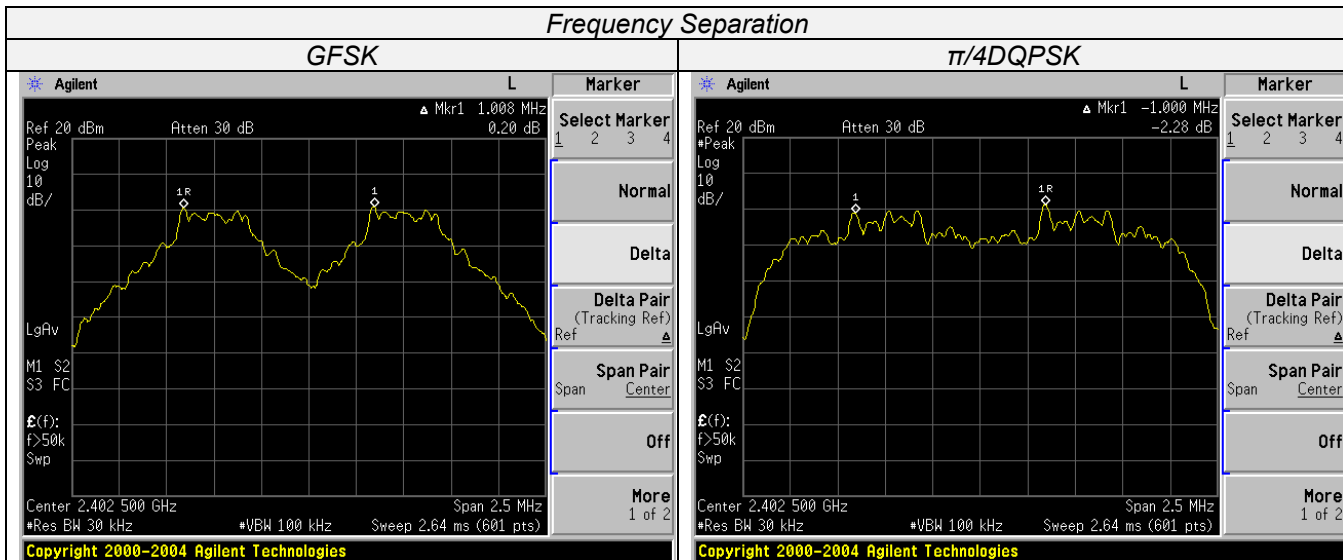 Frequency Separation
GFSK
Agilent
L
Marker
Δ Mkr1 1.008 MHz
Ref 20 dBm Atten 30 dB 0.20 dB
Peak
Log
10
dB/
1R
1
LgAv
M1 S2
S3 FC
£(f):
f>50k
Swp
Center 2.402 500 GHz Span 2.5 MHz
#Res BW 30 kHz #VBW 100 kHz Sweep 2.64 ms (601 pts)
Copyright 2000-2004 Agilent Technologies
Select Marker
1 2 3 4
Normal
Delta
Delta Pair
(Tracking Ref)
Ref Δ
Span Pair
Span Center
Off
More
1 of 2
π/4DQPSK
Agilent
L
Marker
Δ Mkr1 -1.000 MHz
Ref 20 dBm Atten 30 dB -2.28 dB
#Peak
Log
10
dB/
1
1R
LgAv
M1 S2
S3 FC
£(f):
f>50k
Swp
Center 2.402 500 GHz Span 2.5 MHz
#Res BW 30 kHz #VBW 100 kHz Sweep 2.64 ms (601 pts)
Copyright 2000-2004 Agilent Technologies
Select Marker
1 2 3 4
Normal
Delta
Delta Pair
(Tracking Ref)
Ref Δ
Span Pair
Span Center
Off
More
1 of 2